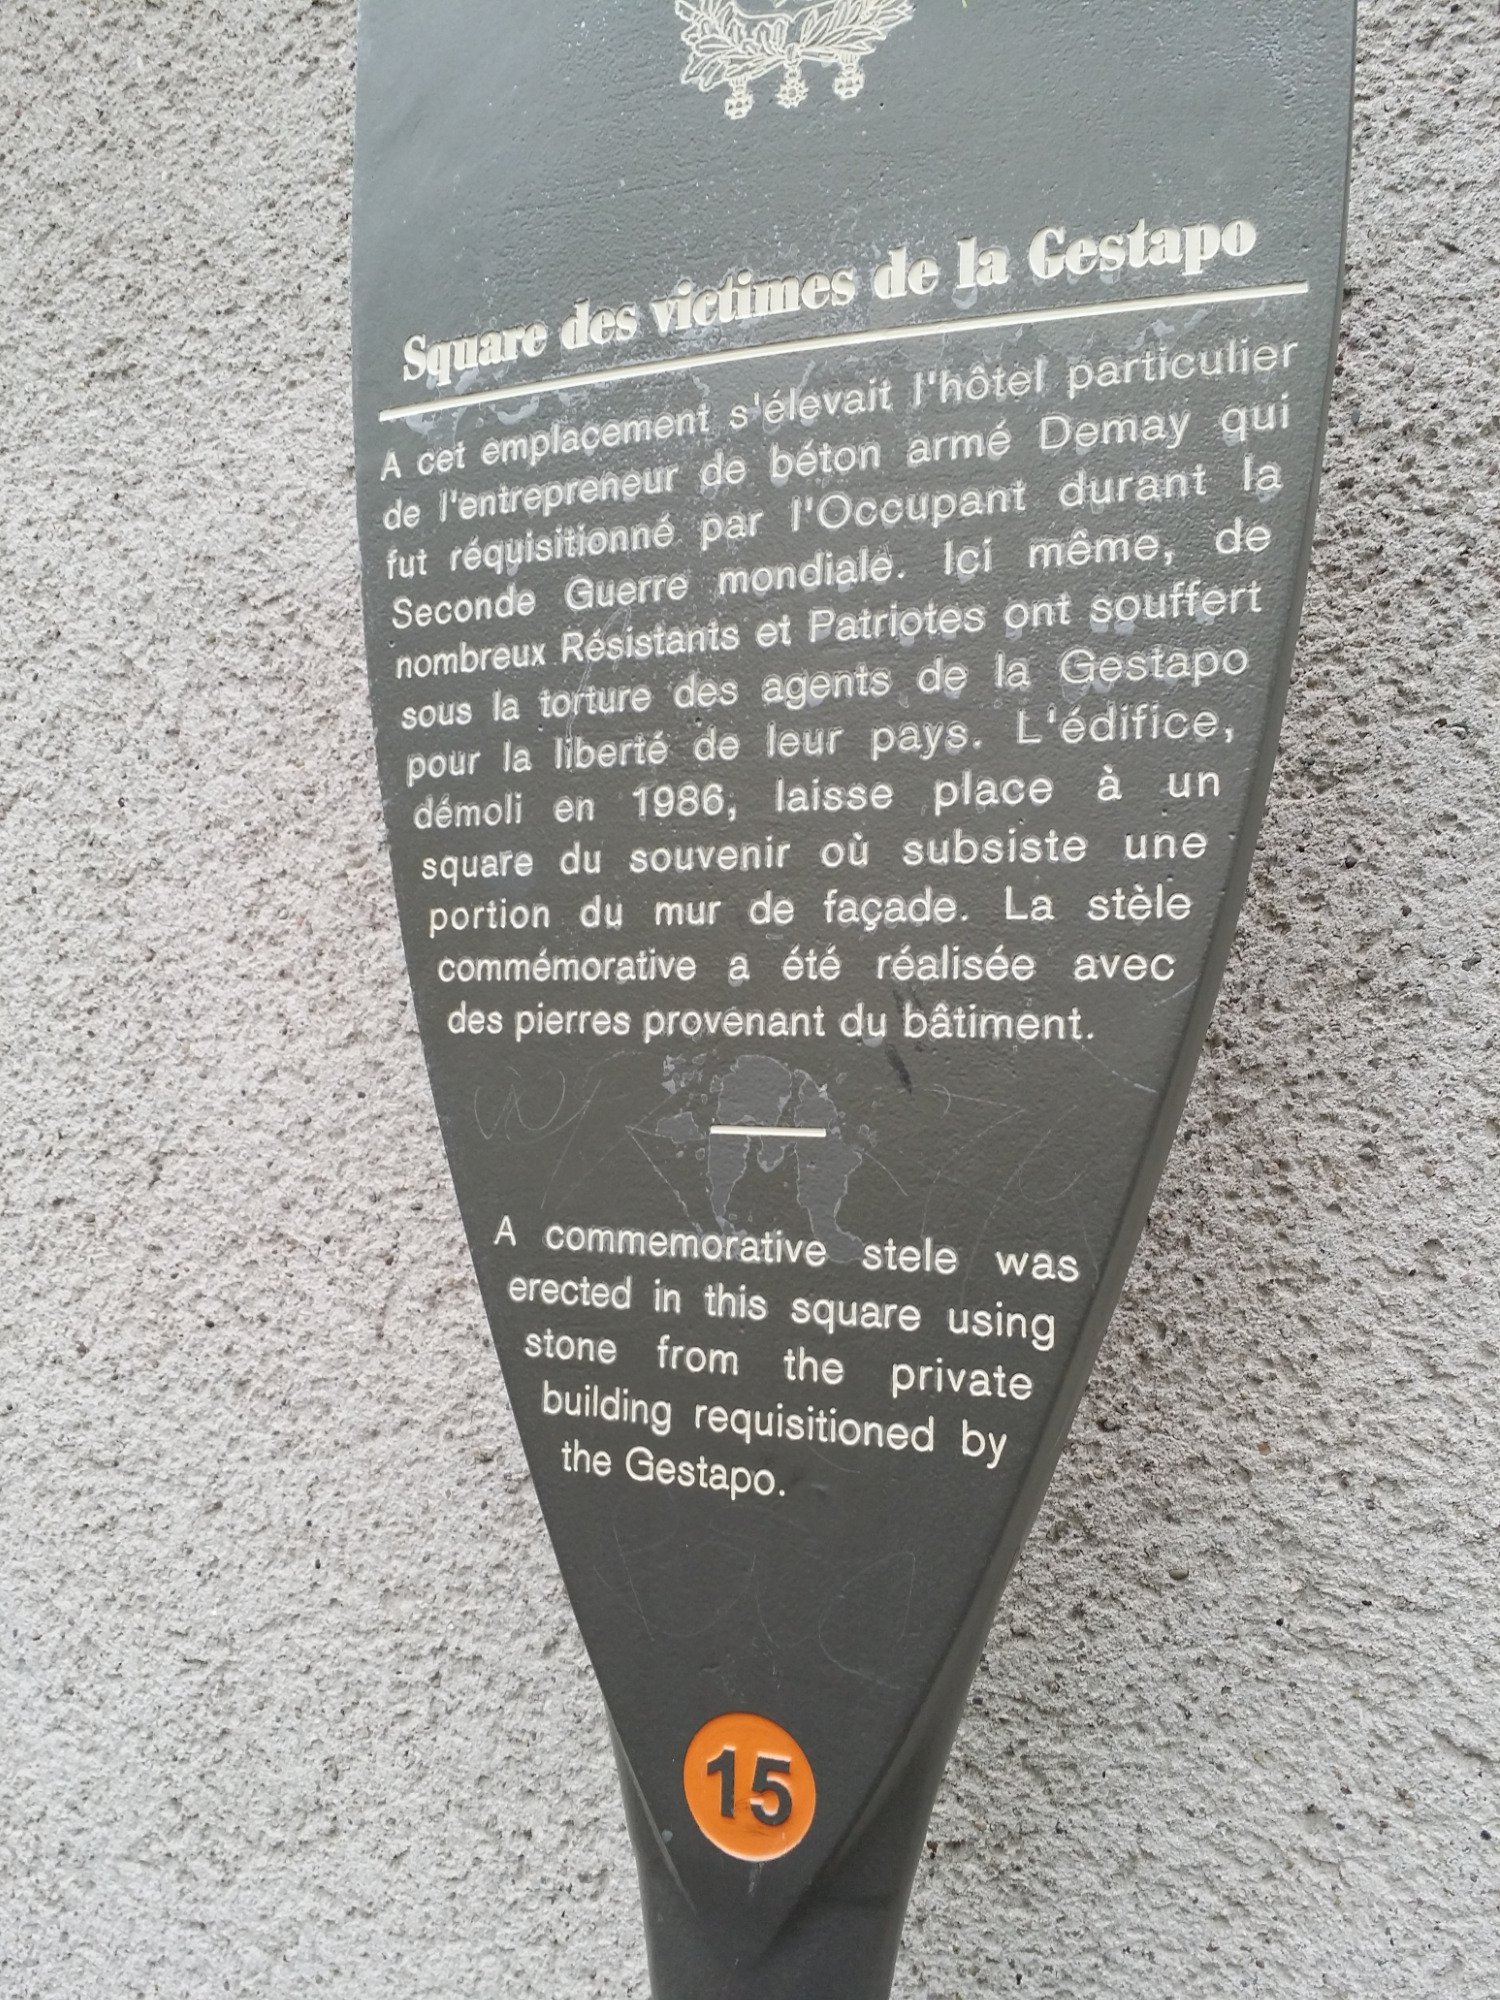 Square des victimes de la Gestapo
A cet emplacement s'élevait l'hôtel particulier
de l'entrepreneur de béton armé Demay qui
fut réquisitionné par l'Occupant durant la
Seconde Guerre mondiale. Ici même, de
nombreux Résistants et Patriotes ont souffert
sous la torture des agents de la Gestapo
pour la liberté de leur pays. L'édifice,
démoli en 1986, laisse place à un
square du souvenir où subsiste une
portion du mur de façade. La stèle
commémorative a été réalisée avec
des pierres provenant du bâtiment.
A commemorative stele was
erected in this square using
stone from the private
building requisitioned by
the Gestapo.
15